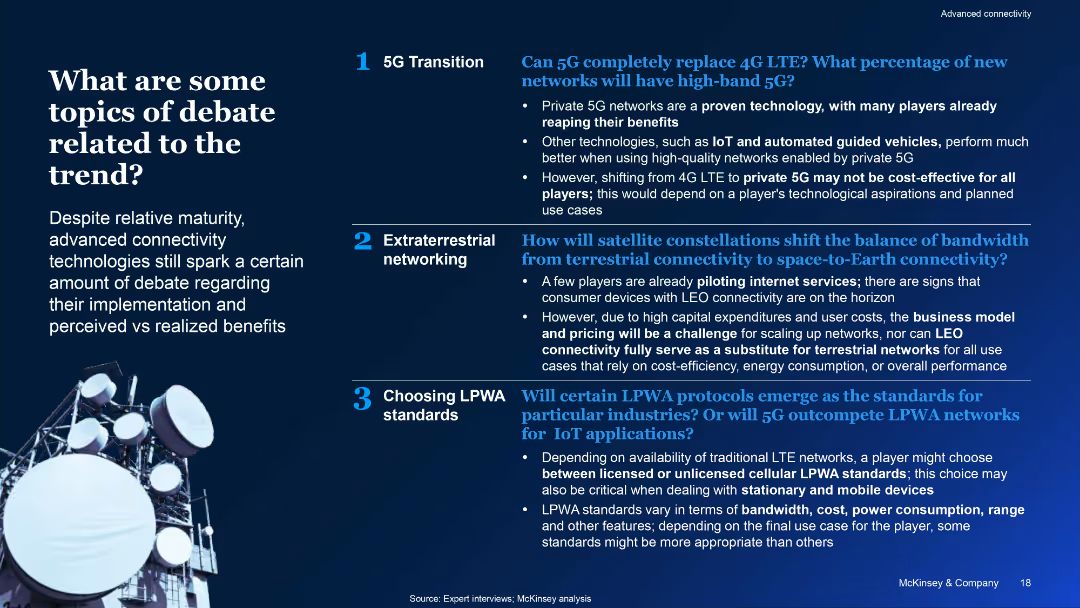 Advanced connectivity
What are some
topics of debate
related to the
trend?
Despite relative maturity,
advanced connectivity
technologies still spark a certain
amount of debate regarding
their implementation and
perceived vs realized benefits
1 5G Transition
Can 5G completely replace 4G LTE? What percentage of new
networks will have high-band 5G?
• Private 5G networks are a proven technology, with many players already
reaping their benefits
• Other technologies, such as IoT and automated guided vehicles, perform much
better when using high-quality networks enabled by private 5G
• However, shifting from 4G LTE to private 5G may not be cost-effective for all
players; this would depend on a player's technological aspirations and planned
use cases
2 Extraterrestrial
networking
How will satellite constellations shift the balance of bandwidth
from terrestrial connectivity to space-to-Earth connectivity?
• A few players are already piloting internet services; there are signs that
consumer devices with LEO connectivity are on the horizon
• However, due to high capital expenditures and user costs, the business model
and pricing will be a challenge for scaling up networks, nor can LEO
connectivity fully serve as a substitute for terrestrial networks for all use
cases that rely on cost-efficiency, energy consumption, or overall performance
3 Choosing LPWA
standards
Will certain LPWA protocols emerge as the standards for
particular industries? Or will 5G outcompete LPWA networks
for IoT applications?
• Depending on availability of traditional LTE networks, a player might choose
between licensed or unlicensed cellular LPWA standards; this choice may
also be critical when dealing with stationary and mobile devices
• LPWA standards vary in terms of bandwidth, cost, power consumption, range
and other features; depending on the final use case for the player, some
standards might be more appropriate than others
McKinsey & Company 18
Source: Expert interviews; McKinsey analysis